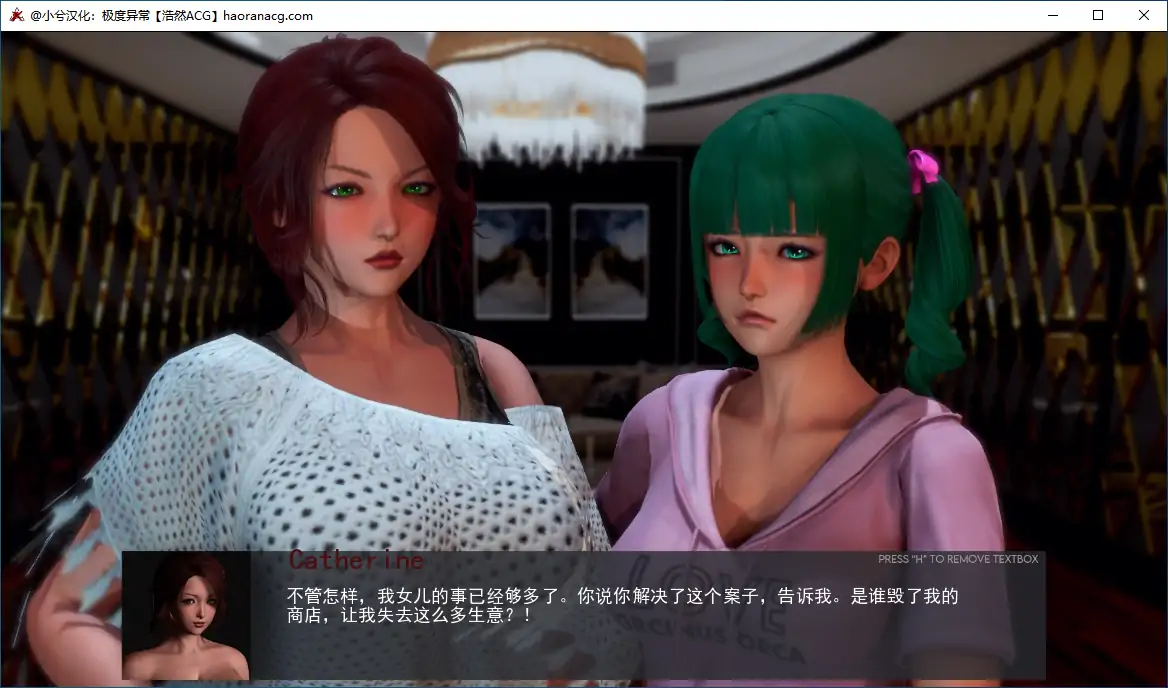 @小兮汉化：极度异常【浩然ACG】haoranacg.com
Catherine
PRESS "H" TO REMOVE TEXTBOX
不管怎样，我女儿的事已经够多了。你说你解决了这个案子，告诉我。是谁毁了我的
商店，让我失去这么多生意？！
LOVE